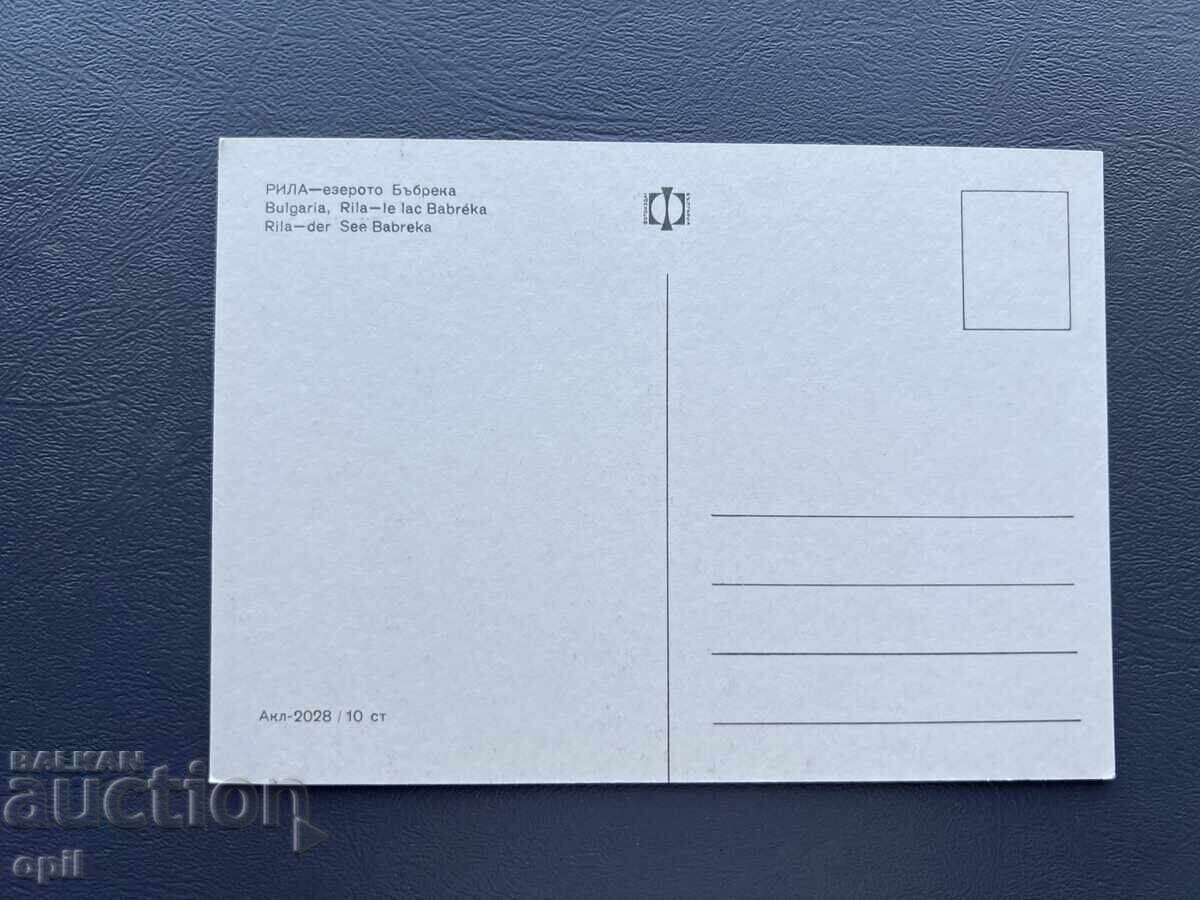 РИЛА—езерото Бъбрека
Bulgaria, Rila—le lac Babréka
Rila—der See Babreka
Акл-2028 / 10 ст
BALKAN
auction
opil